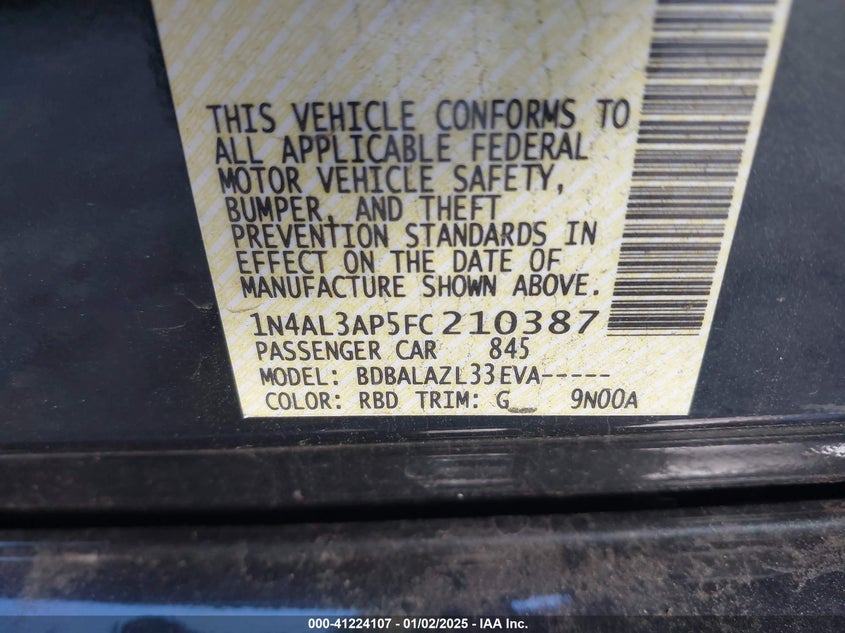 THIS VEHICLE CONFORMS TO
ALL APPLICABLE FEDERAL
MOTOR VEHICLE SAFETY,
BUMPER, AND THEFT
PREVENTION STANDARDS IN
EFFECT ON THE DATE OF
MANUFACTURE SHOWN ABOVE.
1N4AL3AP5FC210387
PASSENGER CAR 845
MODEL: BDBALAZL33EVA-----
COLOR: RBD TRIM: G 9N00A
000-41224107 - 01/02/2025 - IAA Inc.